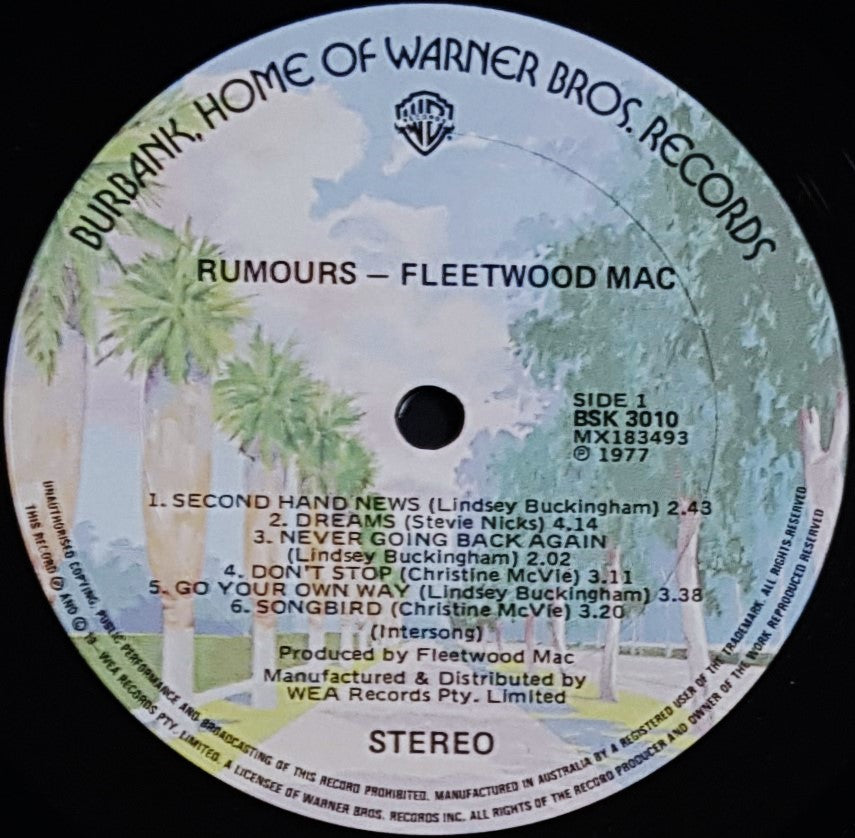 BURBANK, HOME OF WARNER BROS. RECORDS
WB
RECORDS
RUMOURS — FLEETWOOD MAC
SIDE 1
BSK 3010
MX183493
℗ 1977
1. SECOND HAND NEWS (Lindsey Buckingham) 2.43
2. DREAMS (Stevie Nicks) 4.14
3. NEVER GOING BACK AGAIN
(Lindsey Buckingham) 2.02
4. DON'T STOP (Christine McVie) 3.11
5. GO YOUR OWN WAY (Lindsey Buckingham) 3.38
6. SONGBIRD (Christine McVie) 3.20
(Intersong)
Produced by Fleetwood Mac
Manufactured & Distributed by
WEA Records Pty. Limited
STEREO
UNAUTHORISED COPYING, PUBLIC PERFORMANCE AND BROADCASTING OF THIS RECORD PROHIBITED. MANUFACTURED IN AUSTRALIA BY A REGISTERED USER OF THE TRADEMARK. ALL RIGHTS RESERVED
THIS RECORD ℗ AND © WEA RECORDS PTY. LIMITED. A LICENSEE OF WARNER BROS. RECORDS INC. ALL RIGHTS OF THE RECORD PRODUCER AND OWNER OF THE WORK REPRODUCED RESERVED